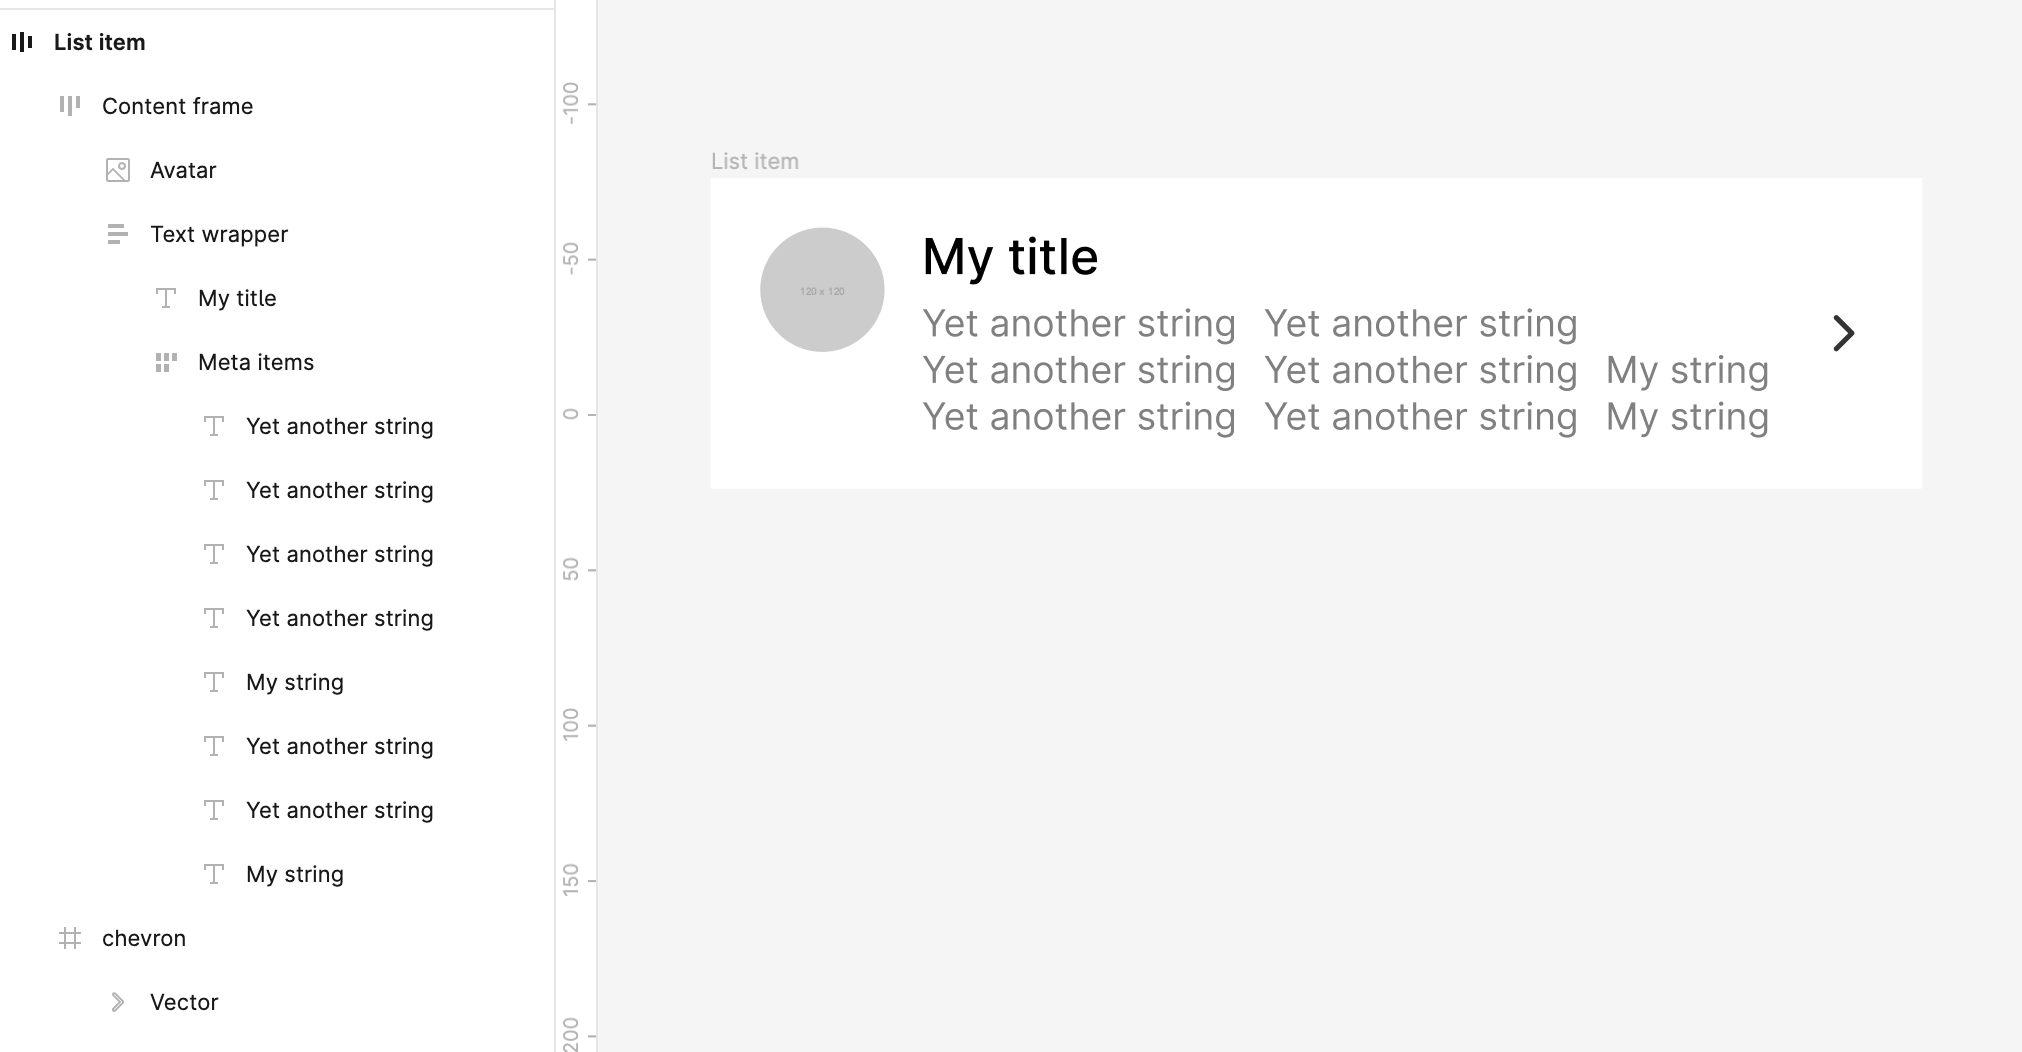 List item
Content frame
Avatar
Text wrapper
My title
Meta items
Yet another string
Yet another string
Yet another string
Yet another string
My string
Yet another string
Yet another string
My string
chevron
Vector
-100
-50
0
50
100
150
200
List item
120 x 120
My title
Yet another string Yet another string
Yet another string Yet another string My string
Yet another string Yet another string My string